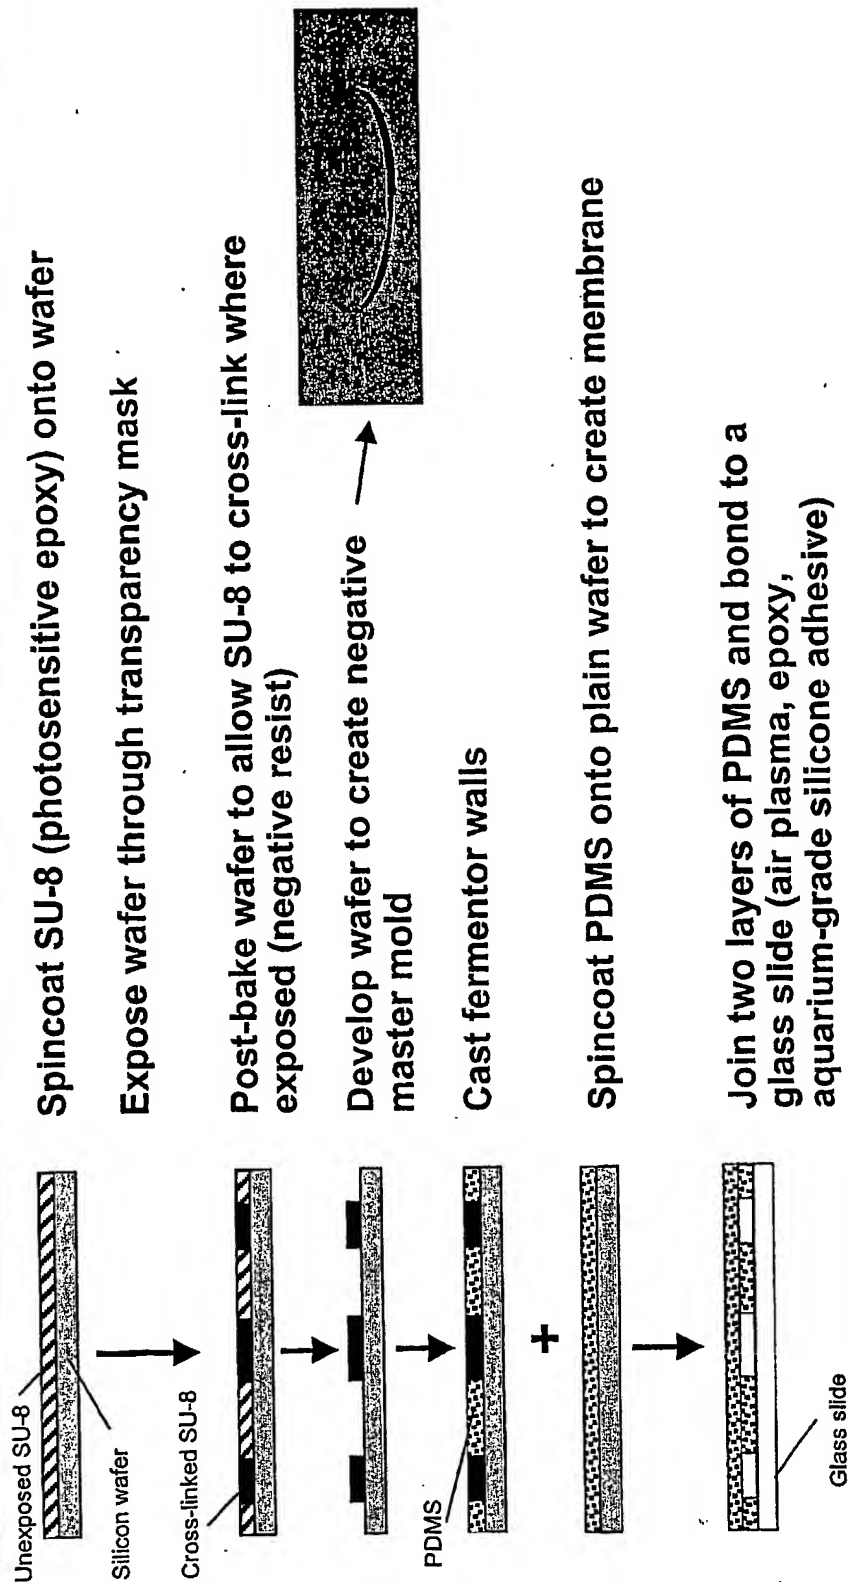 Unexposed SU-8
Silicon wafer
Spincoat SU-8 (photosensitive epoxy) onto wafer
Expose wafer through transparency mask
Cross-linked SU-8
Post-bake wafer to allow SU-8 to cross-link where
exposed (negative resist)
Develop wafer to create negative
master mold
PDMS
Cast fermentor walls
+
Spincoat PDMS onto plain wafer to create membrane
Join two layers of PDMS and bond to a
glass slide (air plasma, epoxy,
aquarium-grade silicone adhesive)
Glass slide